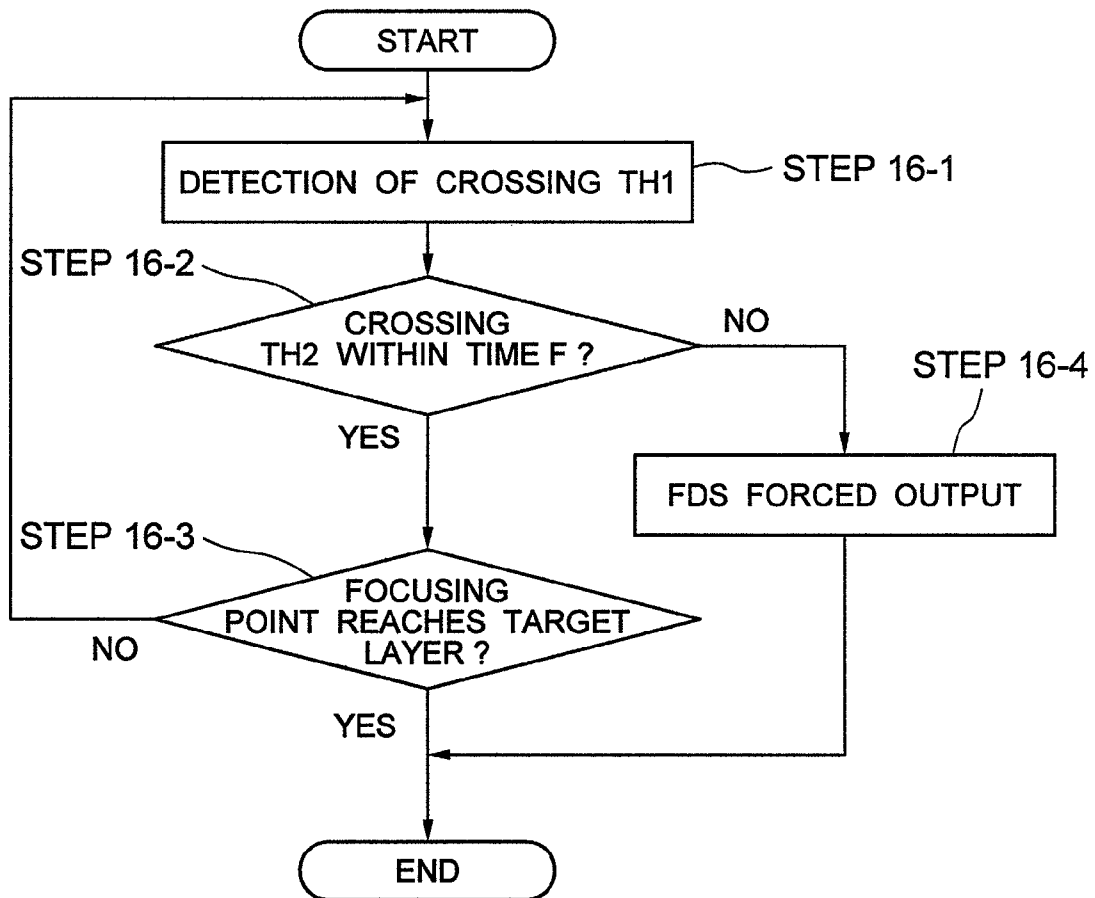 START
DETECTION OF CROSSING TH1
STEP 16-1
STEP 16-2
CROSSING
TH2 WITHIN TIME F ?
NO
STEP 16-4
YES
FDS FORCED OUTPUT
STEP 16-3
FOCUSING
POINT REACHES TARGET
LAYER ?
NO
YES
END